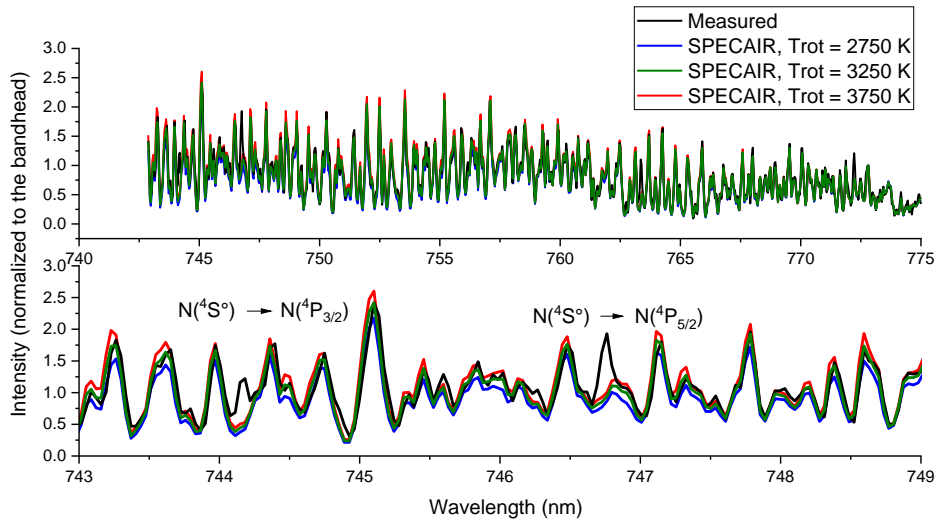 Measured
SPECAIR, Trot = 2750 K
SPECAIR, Trot = 3250 K
SPECAIR, Trot = 3750 K
3.0
2.5
2.0
1.5
1.0
0.5
0.0
740 745 750 755 760 765 770 775
3.0
2.5
2.0
1.5
1.0
0.5
0.0
N(⁴S°) → N(⁴P₃/₂)
N(⁴S°) → N(⁴P₅/₂)
743 744 745 746 747 748 749
Wavelength (nm)
Intensity (normalized to the bandhead)